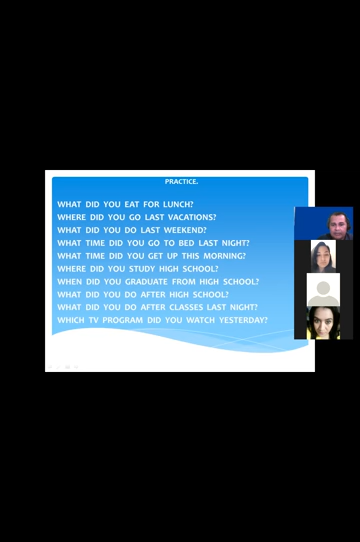 PRACTICE.
WHAT DID YOU EAT FOR LUNCH?
WHERE DID YOU GO LAST VACATIONS?
WHAT DID YOU DO LAST WEEKEND?
WHAT TIME DID YOU GO TO BED LAST NIGHT?
WHAT TIME DID YOU GET UP THIS MORNING?
WHERE DID YOU STUDY HIGH SCHOOL?
WHEN DID YOU GRADUATE FROM HIGH SCHOOL?
WHAT DID YOU DO AFTER HIGH SCHOOL?
WHAT DID YOU DO AFTER CLASSES LAST NIGHT?
WHICH TV PROGRAM DID YOU WATCH YESTERDAY?